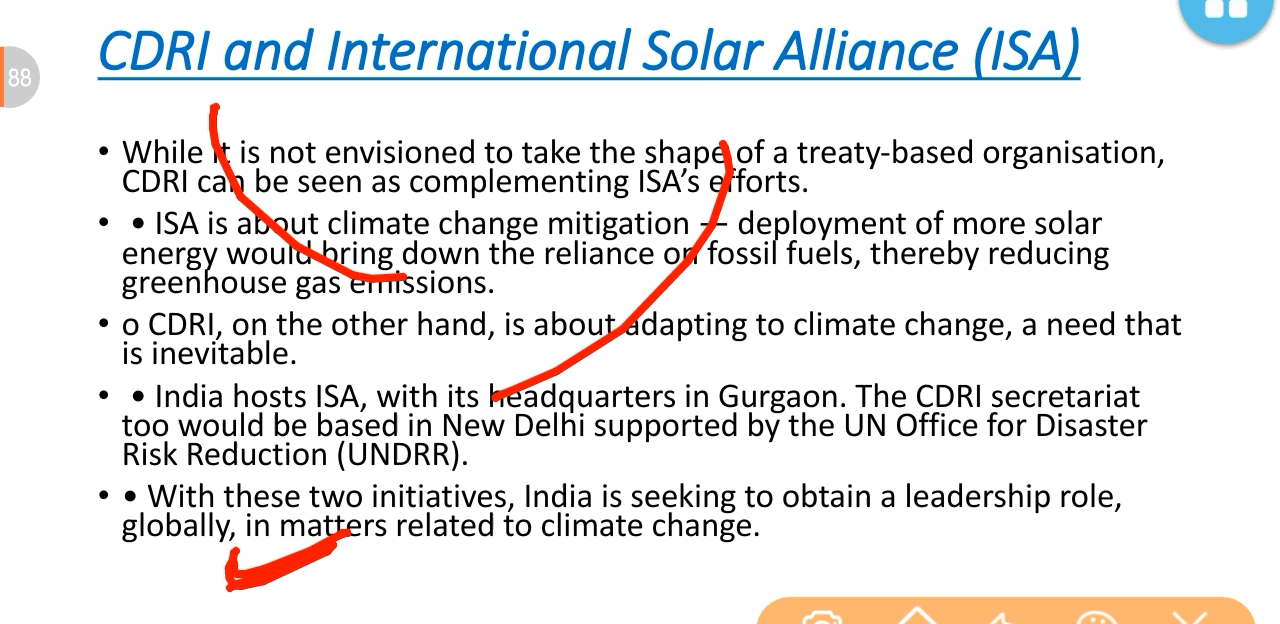 CDRI and International Solar Alliance (ISA)
88
• While it is not envisioned to take the shape of a treaty-based organisation,
CDRI can be seen as complementing ISA's efforts.
• • ISA is about climate change mitigation — deployment of more solar
energy would bring down the reliance on fossil fuels, thereby reducing
greenhouse gas emissions.
• o CDRI, on the other hand, is about adapting to climate change, a need that
is inevitable.
• • India hosts ISA, with its headquarters in Gurgaon. The CDRI secretariat
too would be based in New Delhi supported by the UN Office for Disaster
Risk Reduction (UNDRR).
• • With these two initiatives, India is seeking to obtain a leadership role,
globally, in matters related to climate change.